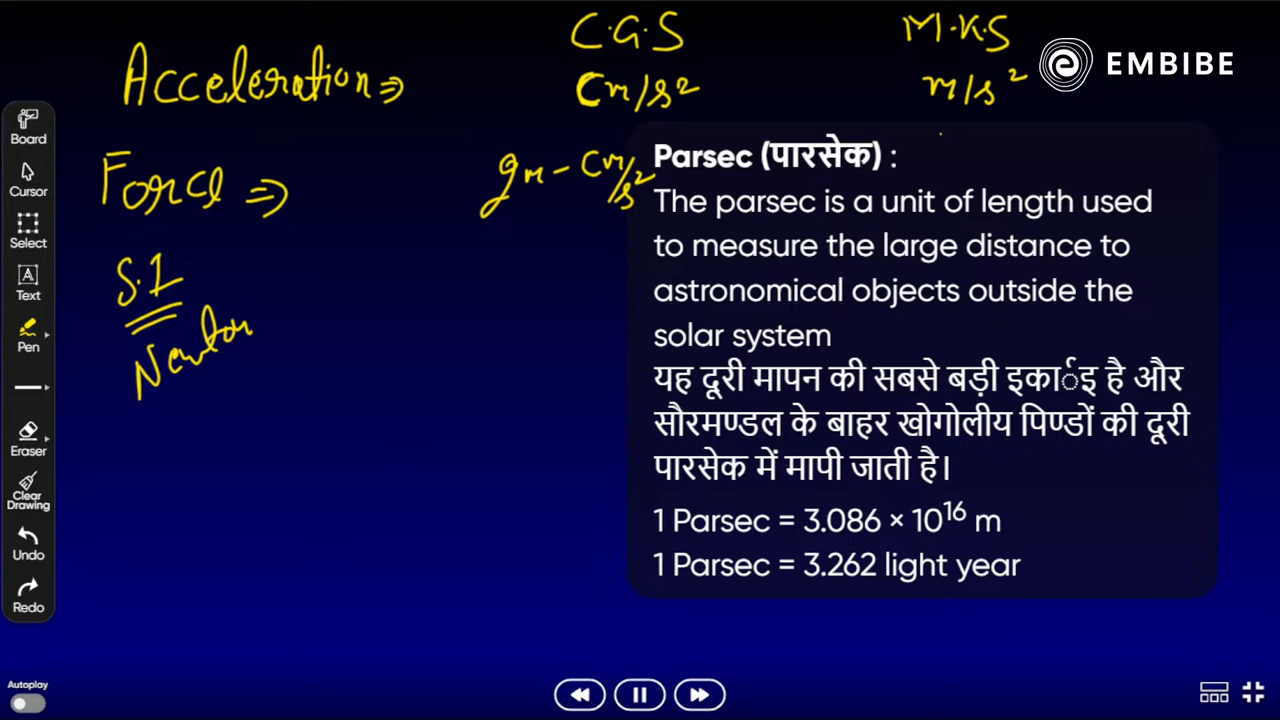 C.G.S
M.K.S
EMBIBE
Acceleration ⇒
cm/s²
m/s²
Force ⇒
gm - cm/s²
S.I
Newton
Parsec (पारसेक) :
The parsec is a unit of length used
to measure the large distance to
astronomical objects outside the
solar system
यह दूरी मापन की सबसे बड़ी इकार्इ है और
सौरमण्डल के बाहर खोगोलीय पिण्डों की दूरी
पारसेक में मापी जाती है।
1 Parsec = 3.086 × 10¹⁶ m
1 Parsec = 3.262 light year
Board
Cursor
Select
Text
Pen
Eraser
Clear
Drawing
Undo
Redo
Autoplay